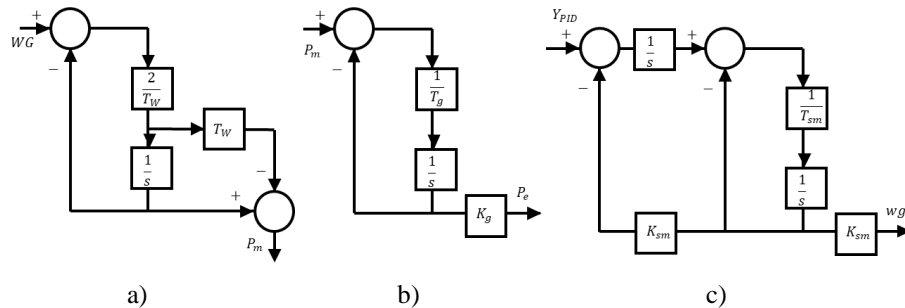 +
WG
−
2
T_W
T_W
1
s
−
+
P_m
a)
+
P_m
−
1
T_g
1
s
K_g
P_e
b)
Y_PID
+
−
1
s
+
−
1
T_sm
1
s
K_sm
K_sm
wg
c)